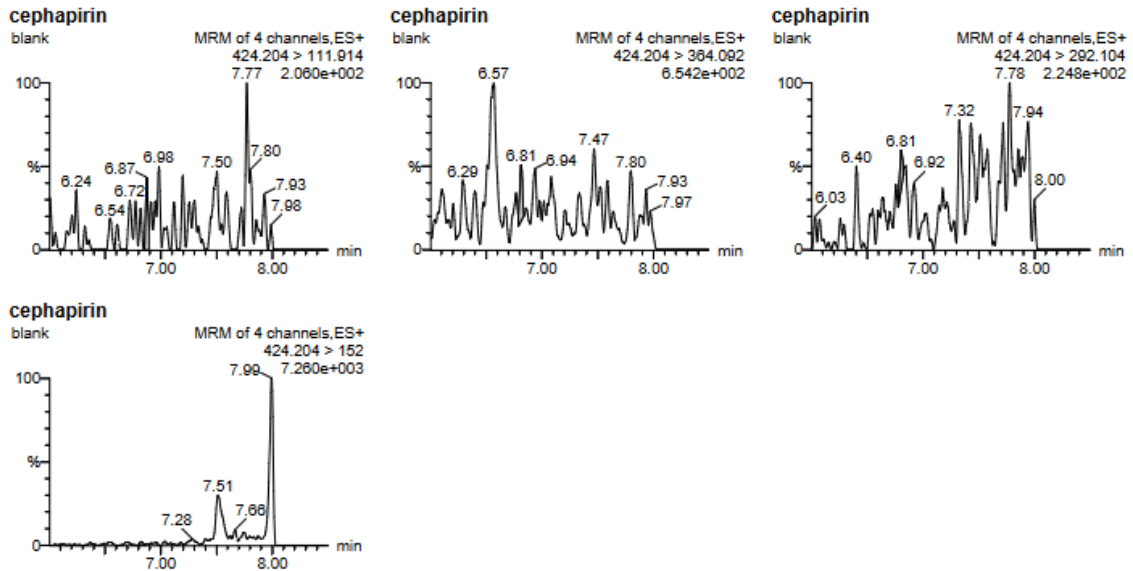 cephapirin
blank
MRM of 4 channels,ES+
424.204 > 111.914
7.77 2.060e+002
100
%
0
6.24
6.54
6.72
6.87
6.98
7.50
7.80
7.93
7.98
min
7.00 8.00
cephapirin
blank
MRM of 4 channels,ES+
424.204 > 364.092
6.542e+002
100
%
0
6.29
6.57
6.81
6.94
7.47
7.80
7.93
7.97
min
7.00 8.00
cephapirin
blank
MRM of 4 channels,ES+
424.204 > 292.104
7.78 2.248e+002
100
%
0
6.03
6.40
6.81
6.92
7.32
7.94
8.00
min
7.00 8.00
cephapirin
blank
MRM of 4 channels,ES+
424.204 > 152
7.99 7.260e+003
100
%
0
7.28
7.51
7.66
min
7.00 8.00